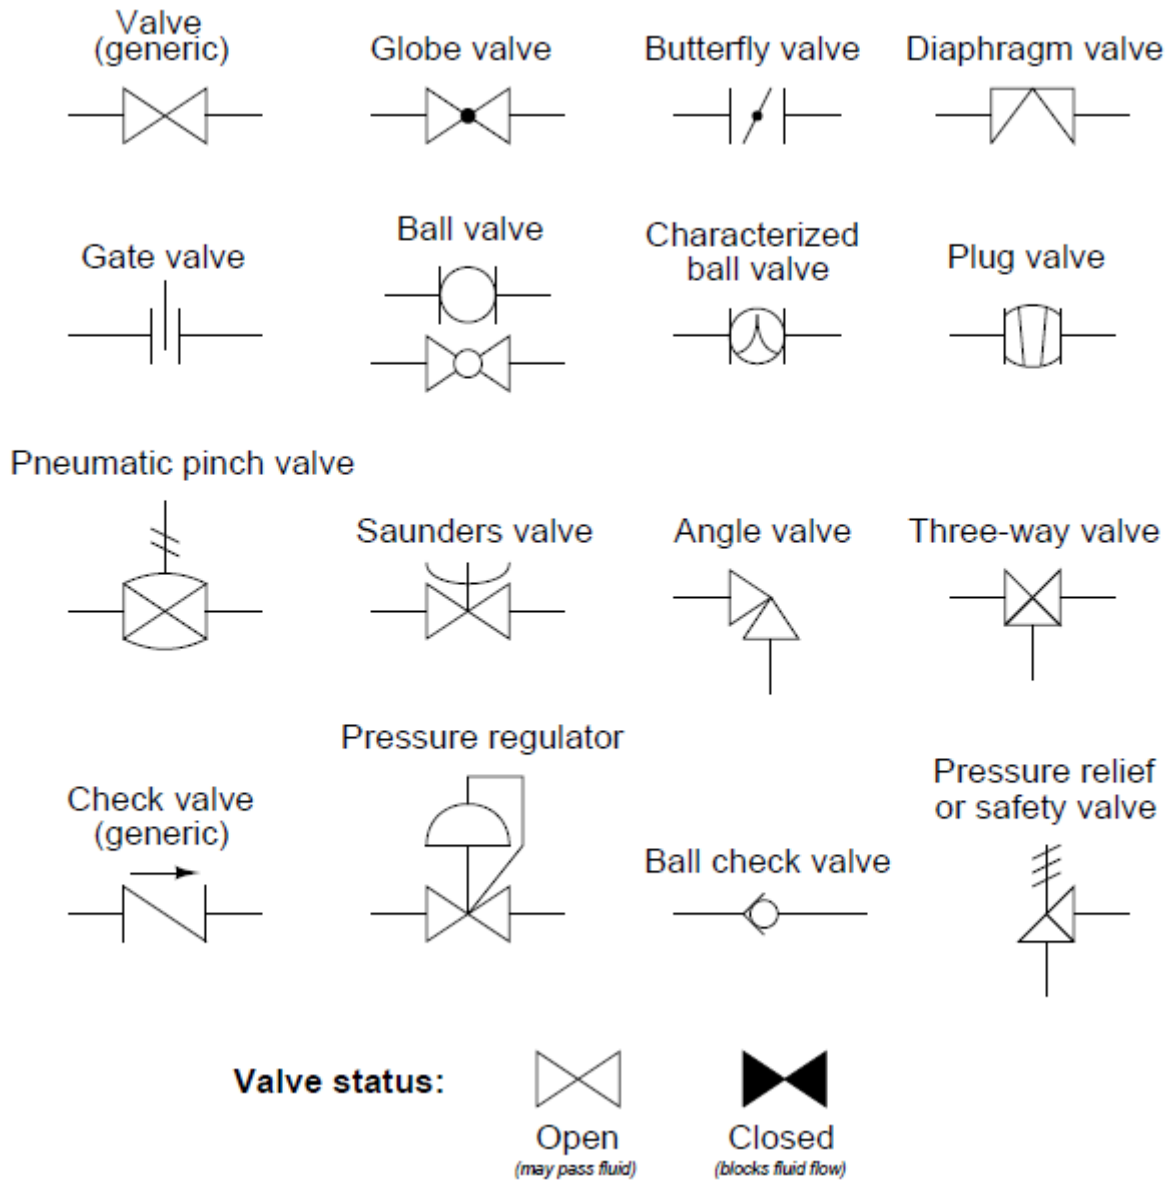 Valve
(generic)
Globe valve
Butterfly valve
Diaphragm valve
Gate valve
Ball valve
Characterized
ball valve
Plug valve
Pneumatic pinch valve
Saunders valve
Angle valve
Three-way valve
Check valve
(generic)
Pressure regulator
Ball check valve
Pressure relief
or safety valve
Valve status:
Open
(may pass fluid)
Closed
(blocks fluid flow)